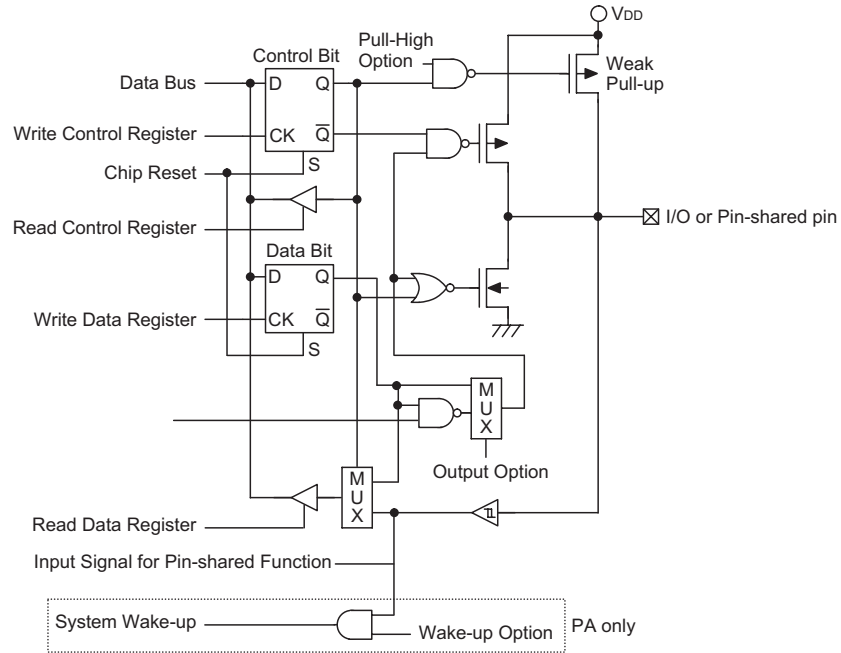 VDD
Pull-High
Option
Control Bit
Weak
Pull-up
Data Bus
D
Q
Write Control Register
CK
Q
Chip Reset
S
I/O or Pin-shared pin
Read Control Register
Data Bit
D
Q
Write Data Register
CK
Q
S
M
U
X
Output Option
M
U
X
Read Data Register
Input Signal for Pin-shared Function
System Wake-up
Wake-up Option
PA only